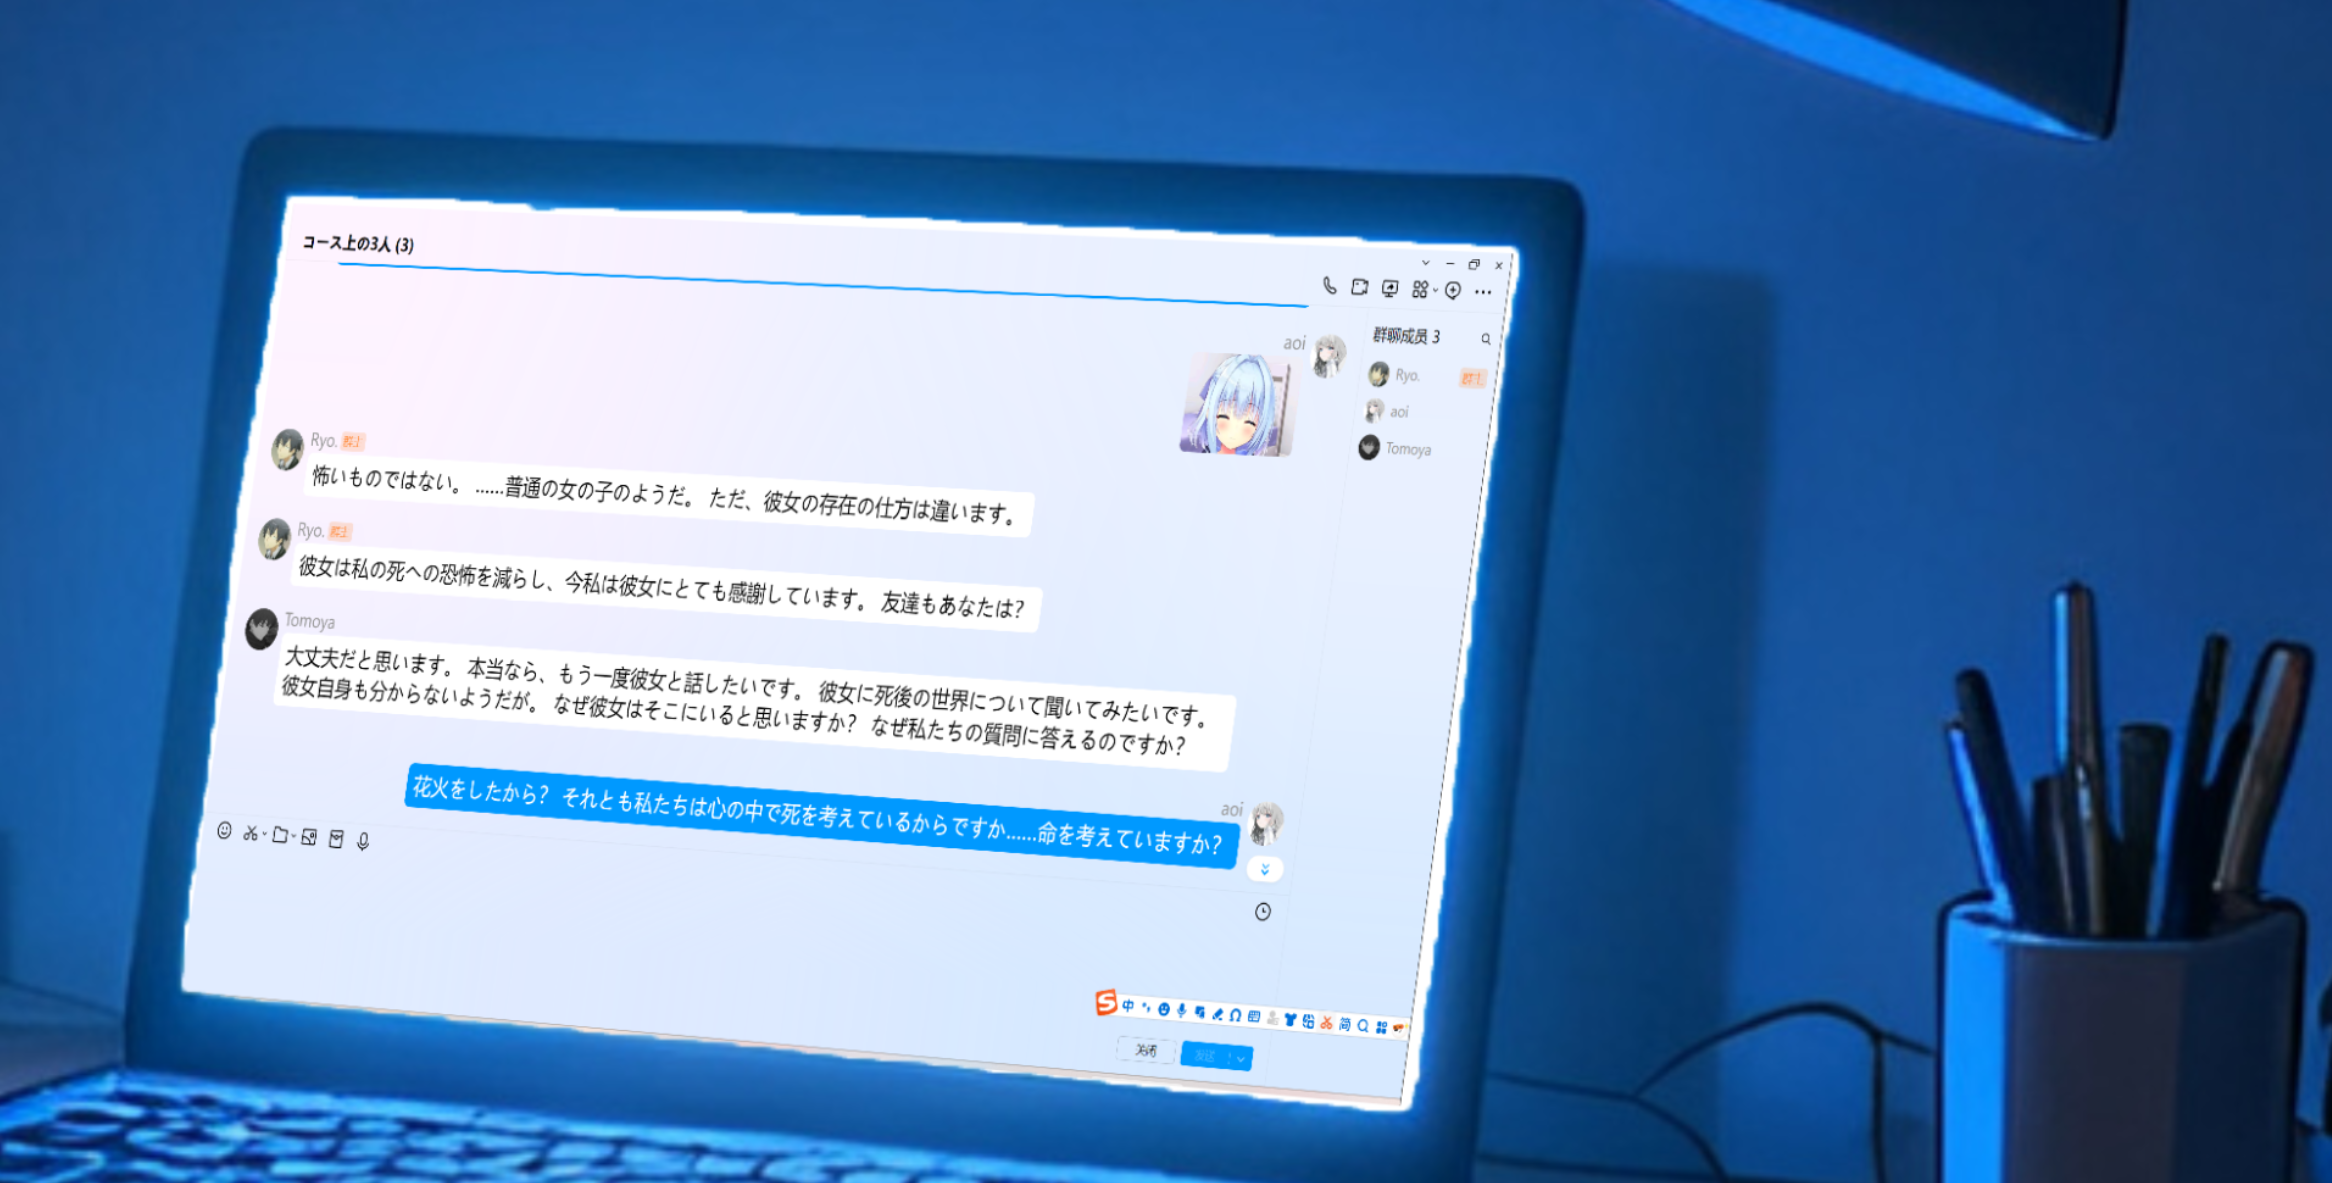 コース上の3人 (3)
aoi
群聊成员 3
Ryo. 群主
aoi
Tomoya
Ryo. 群主
怖いものではない。 ......普通の女の子のようだ。 ただ、彼女の存在の仕方は違います。
Ryo. 群主
彼女は私の死への恐怖を減らし、今私は彼女にとても感謝しています。 友達もあなたは?
Tomoya
大丈夫だと思います。 本当なら、もう一度彼女と話したいです。 彼女に死後の世界について聞いてみたいです。
彼女自身も分からないようだが。 なぜ彼女はそこにいると思いますか? なぜ私たちの質問に答えるのですか?
aoi
花火をしたから? それとも私たちは心の中で死を考えているからですか......命を考えていますか?
S 中 简
关闭 发送